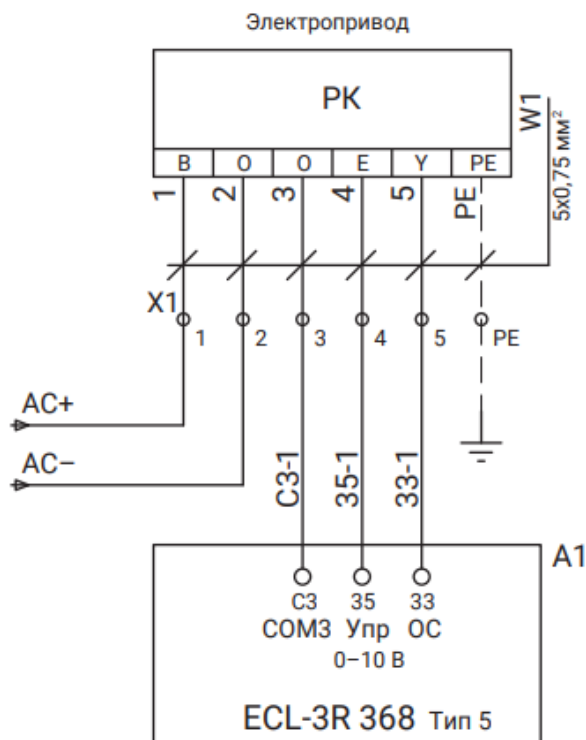 Электропривод
РК
В О О Е Y PE
1 2 3 4 5 PE
W1
5x0,75 мм²
X1
1 2 3 4 5 PE
AC+
AC–
C3-1 35-1 33-1
A1
C3 35 33
COM3 Упр ОС
0–10 В
ECL-3R 368 Тип 5